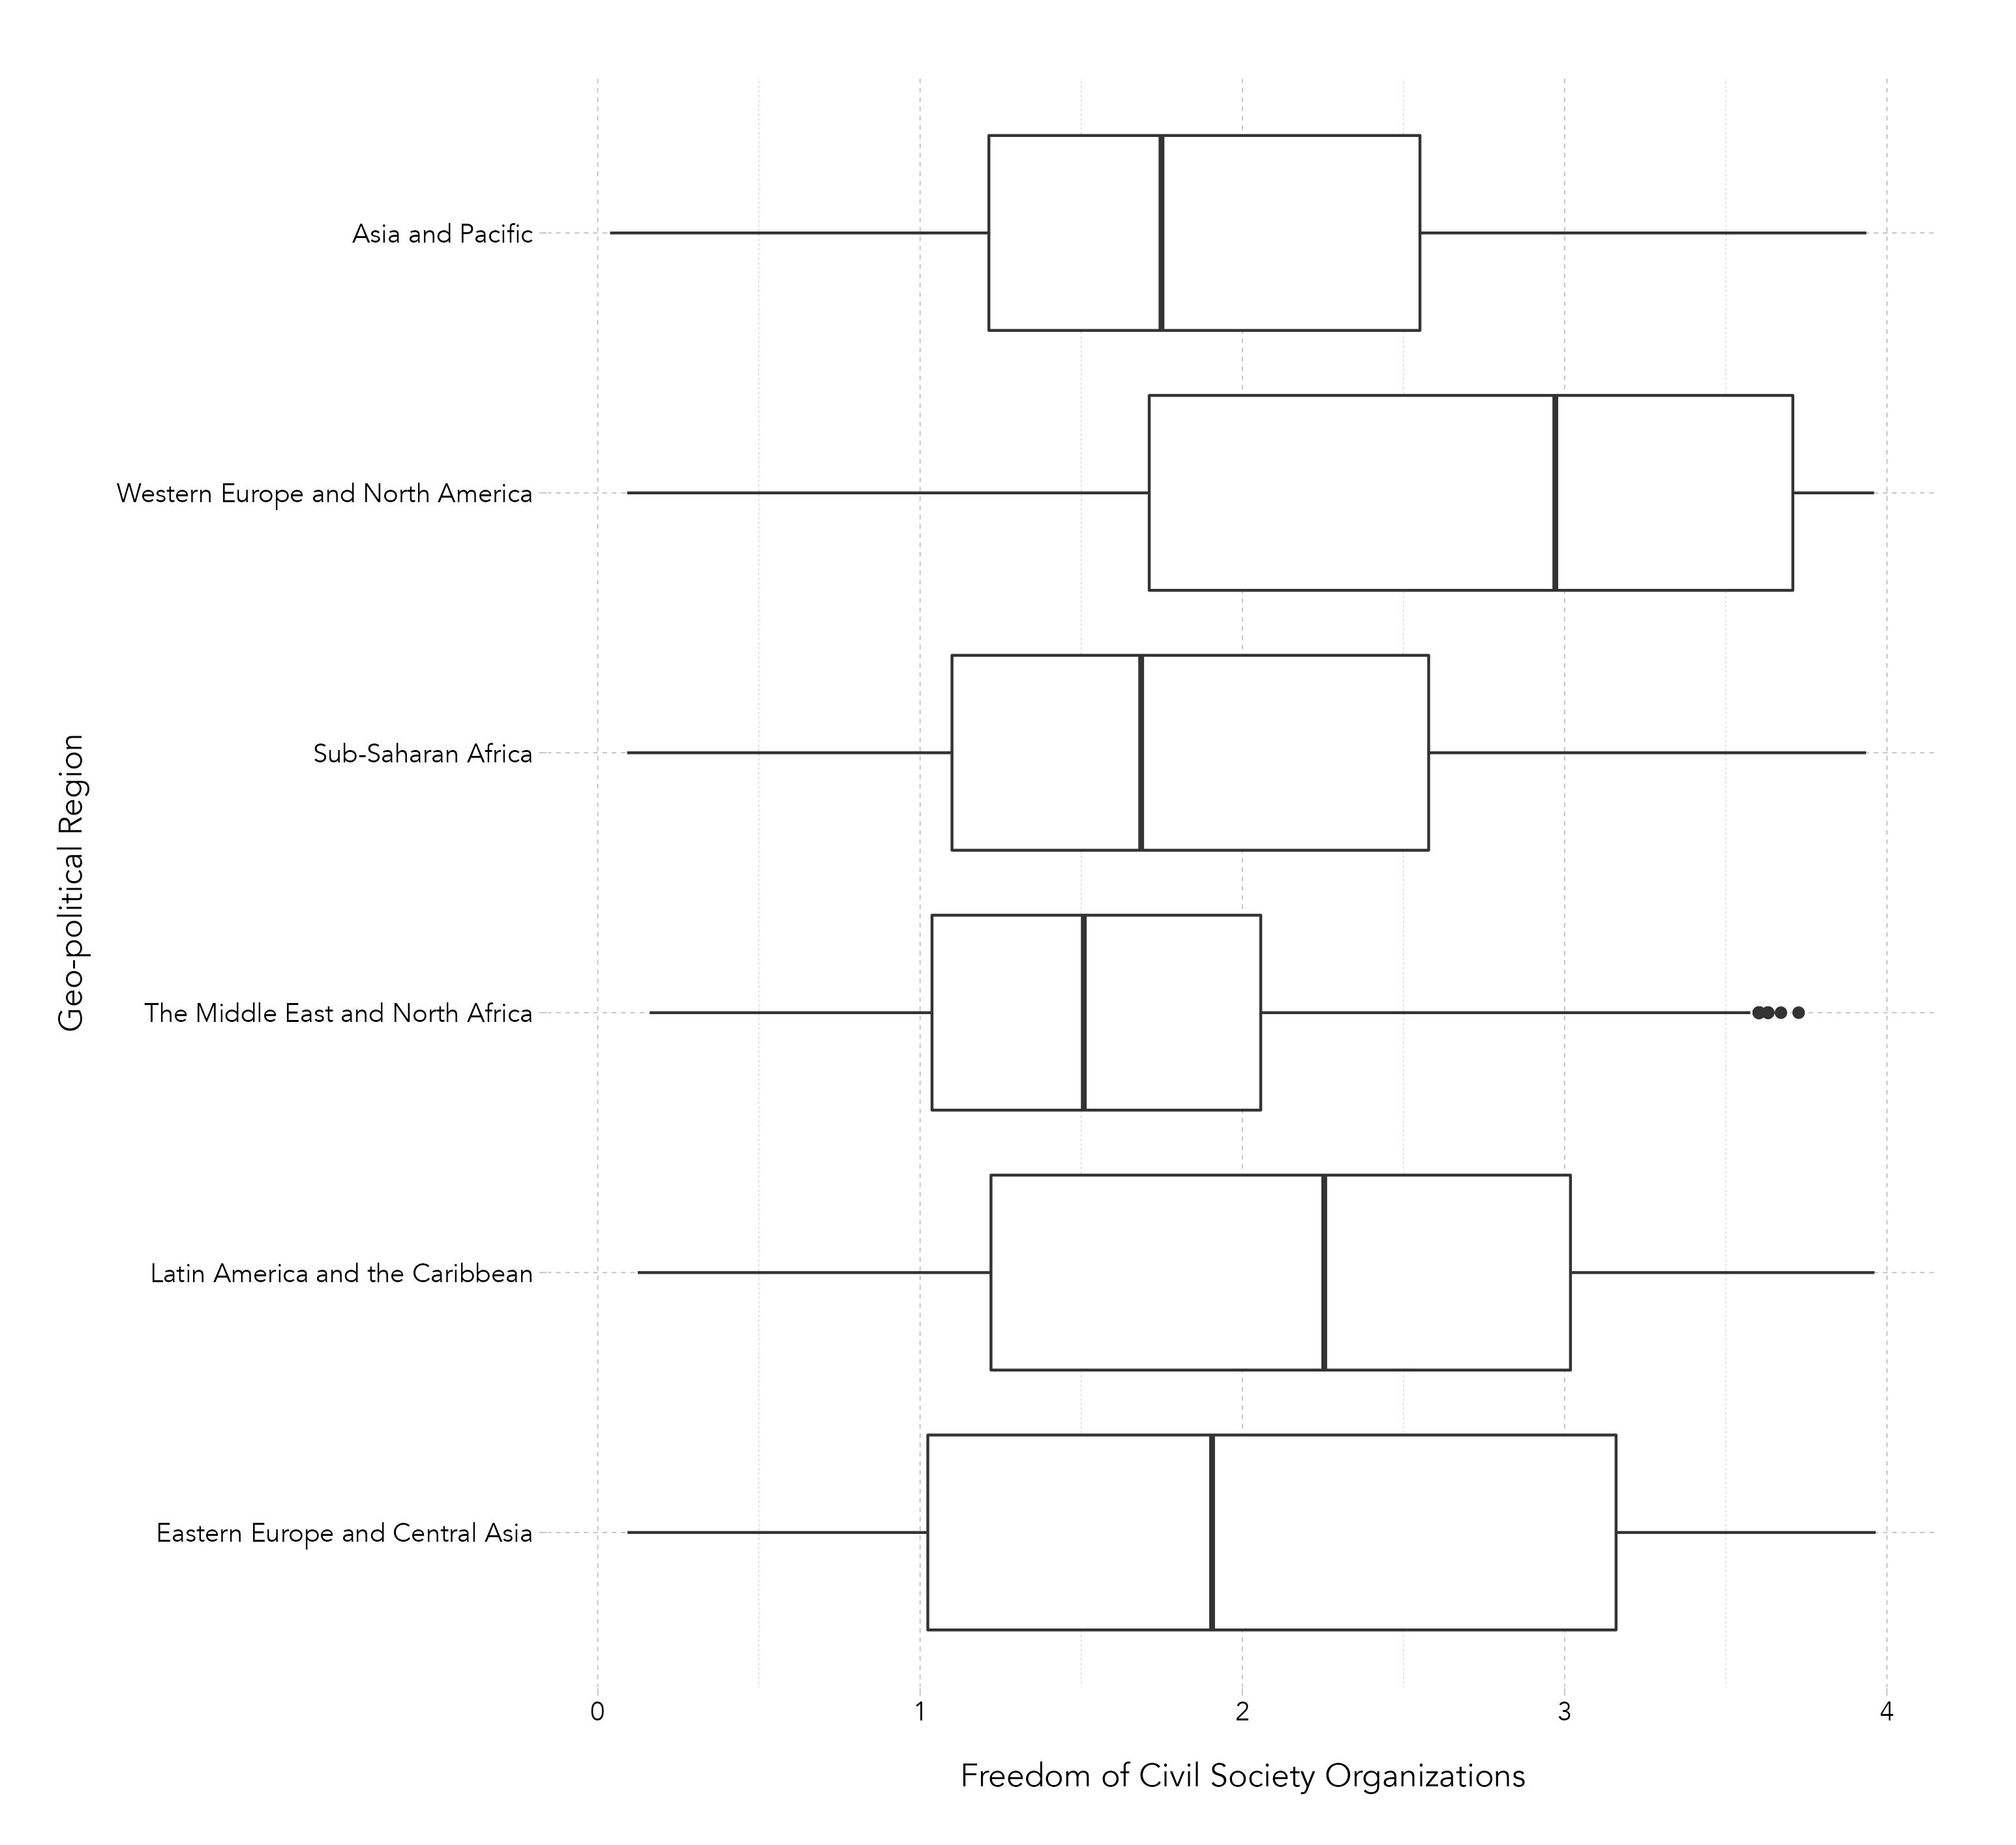 Geo-political Region
Asia and Pacific
Western Europe and North America
Sub-Saharan Africa
The Middle East and North Africa
Latin America and the Caribbean
Eastern Europe and Central Asia
0 1 2 3 4
Freedom of Civil Society Organizations